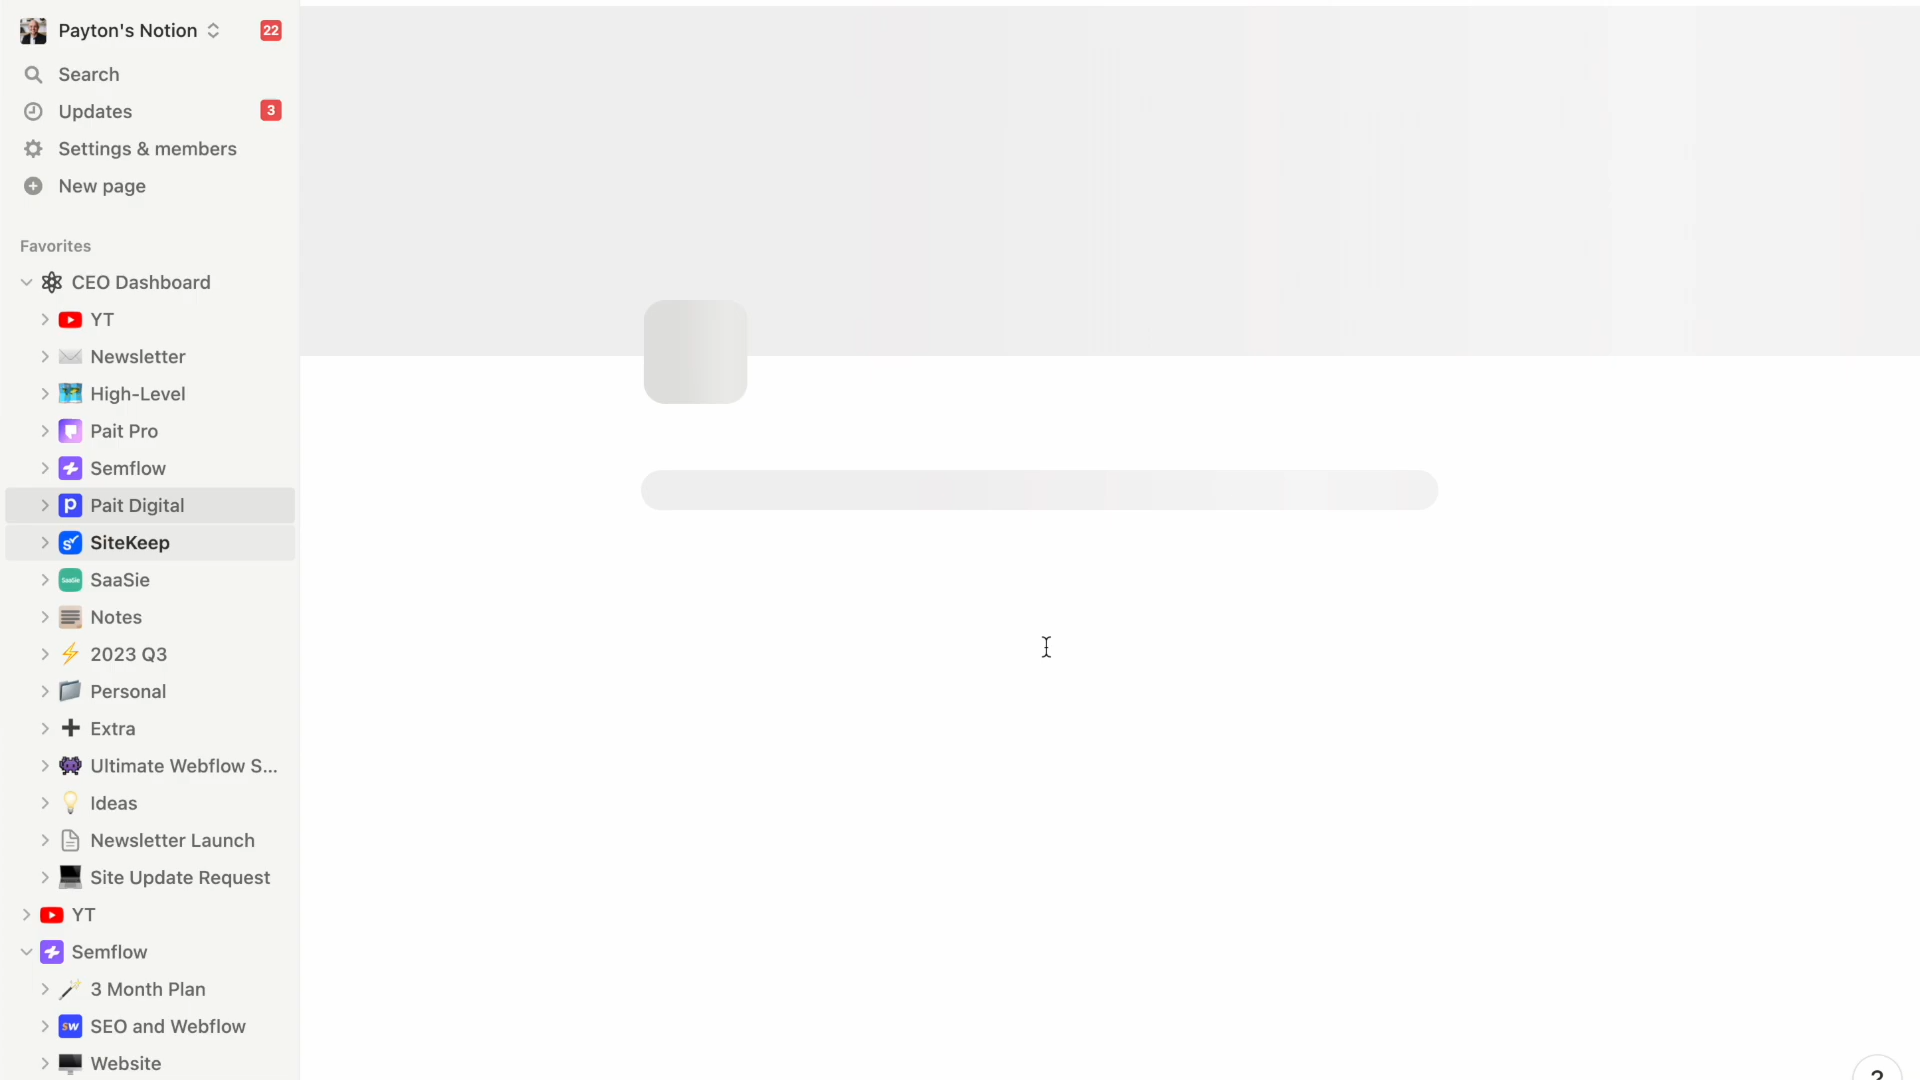 Payton's Notion
22
Search
Updates
3
Settings & members
New page
Favorites
CEO Dashboard
YT
Newsletter
High-Level
Pait Pro
Semflow
Pait Digital
SiteKeep
SaaSie
Notes
2023 Q3
Personal
Extra
Ultimate Webflow S...
Ideas
Newsletter Launch
Site Update Request
YT
Semflow
3 Month Plan
SW SEO and Webflow
Website
?